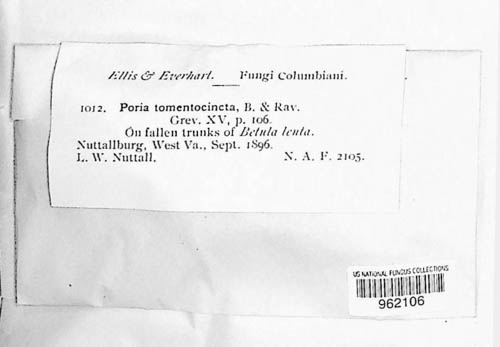 Ellis & Everhart. Fungi Columbiani.
1012. Poria tomentocincta, B. & Rav.
Grev. XV, p. 106.
On fallen trunks of Betula lenta.
Nuttallburg, West Va., Sept. 1896.
L. W. Nuttall. N. A. F. 2105.
US NATIONAL FUNGUS COLLECTIONS
962106